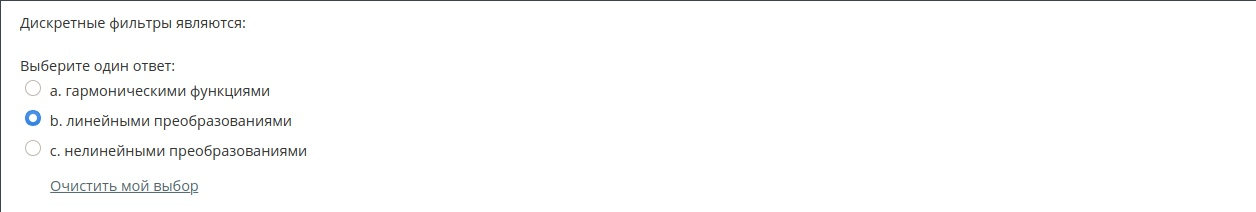 Дискретные фильтры являются:
Выберите один ответ:
a. гармоническими функциями
b. линейными преобразованиями
c. нелинейными преобразованиями
Очистить мой выбор